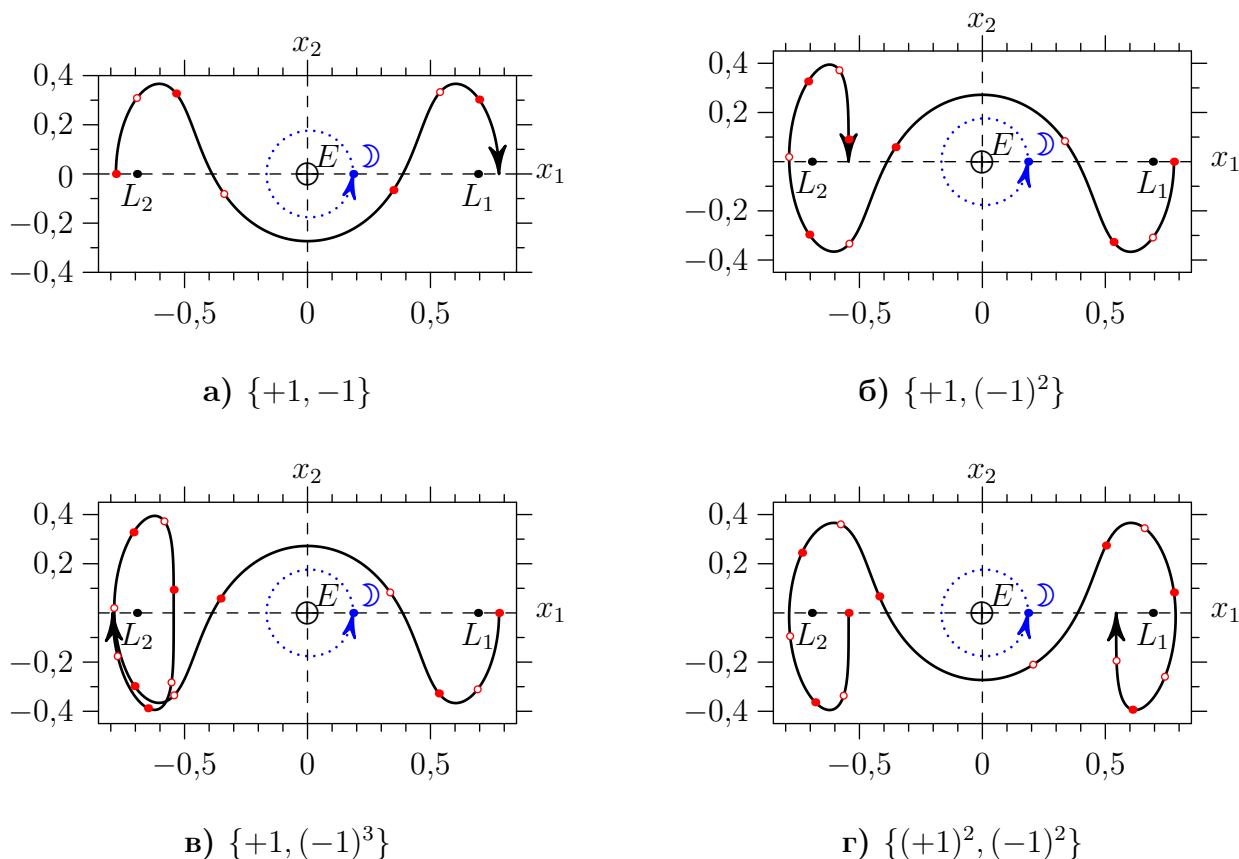 x₂ x₂
0,4 0,4
0,2 0,2
0 E ☽ x₁ 0 E ☽ x₁
L₂ L₁ L₂ L₁
−0,2 −0,2
−0,4 −0,4
−0,5 0 0,5 −0,5 0 0,5
а) {+1, −1} б) {+1, (−1)²}
x₂ x₂
0,4 0,4
0,2 0,2
0 E ☽ x₁ 0 E ☽ x₁
L₂ L₁ L₂ L₁
−0,2 −0,2
−0,4 −0,4
−0,5 0 0,5 −0,5 0 0,5
в) {+1, (−1)³} г) {(+1)², (−1)²}